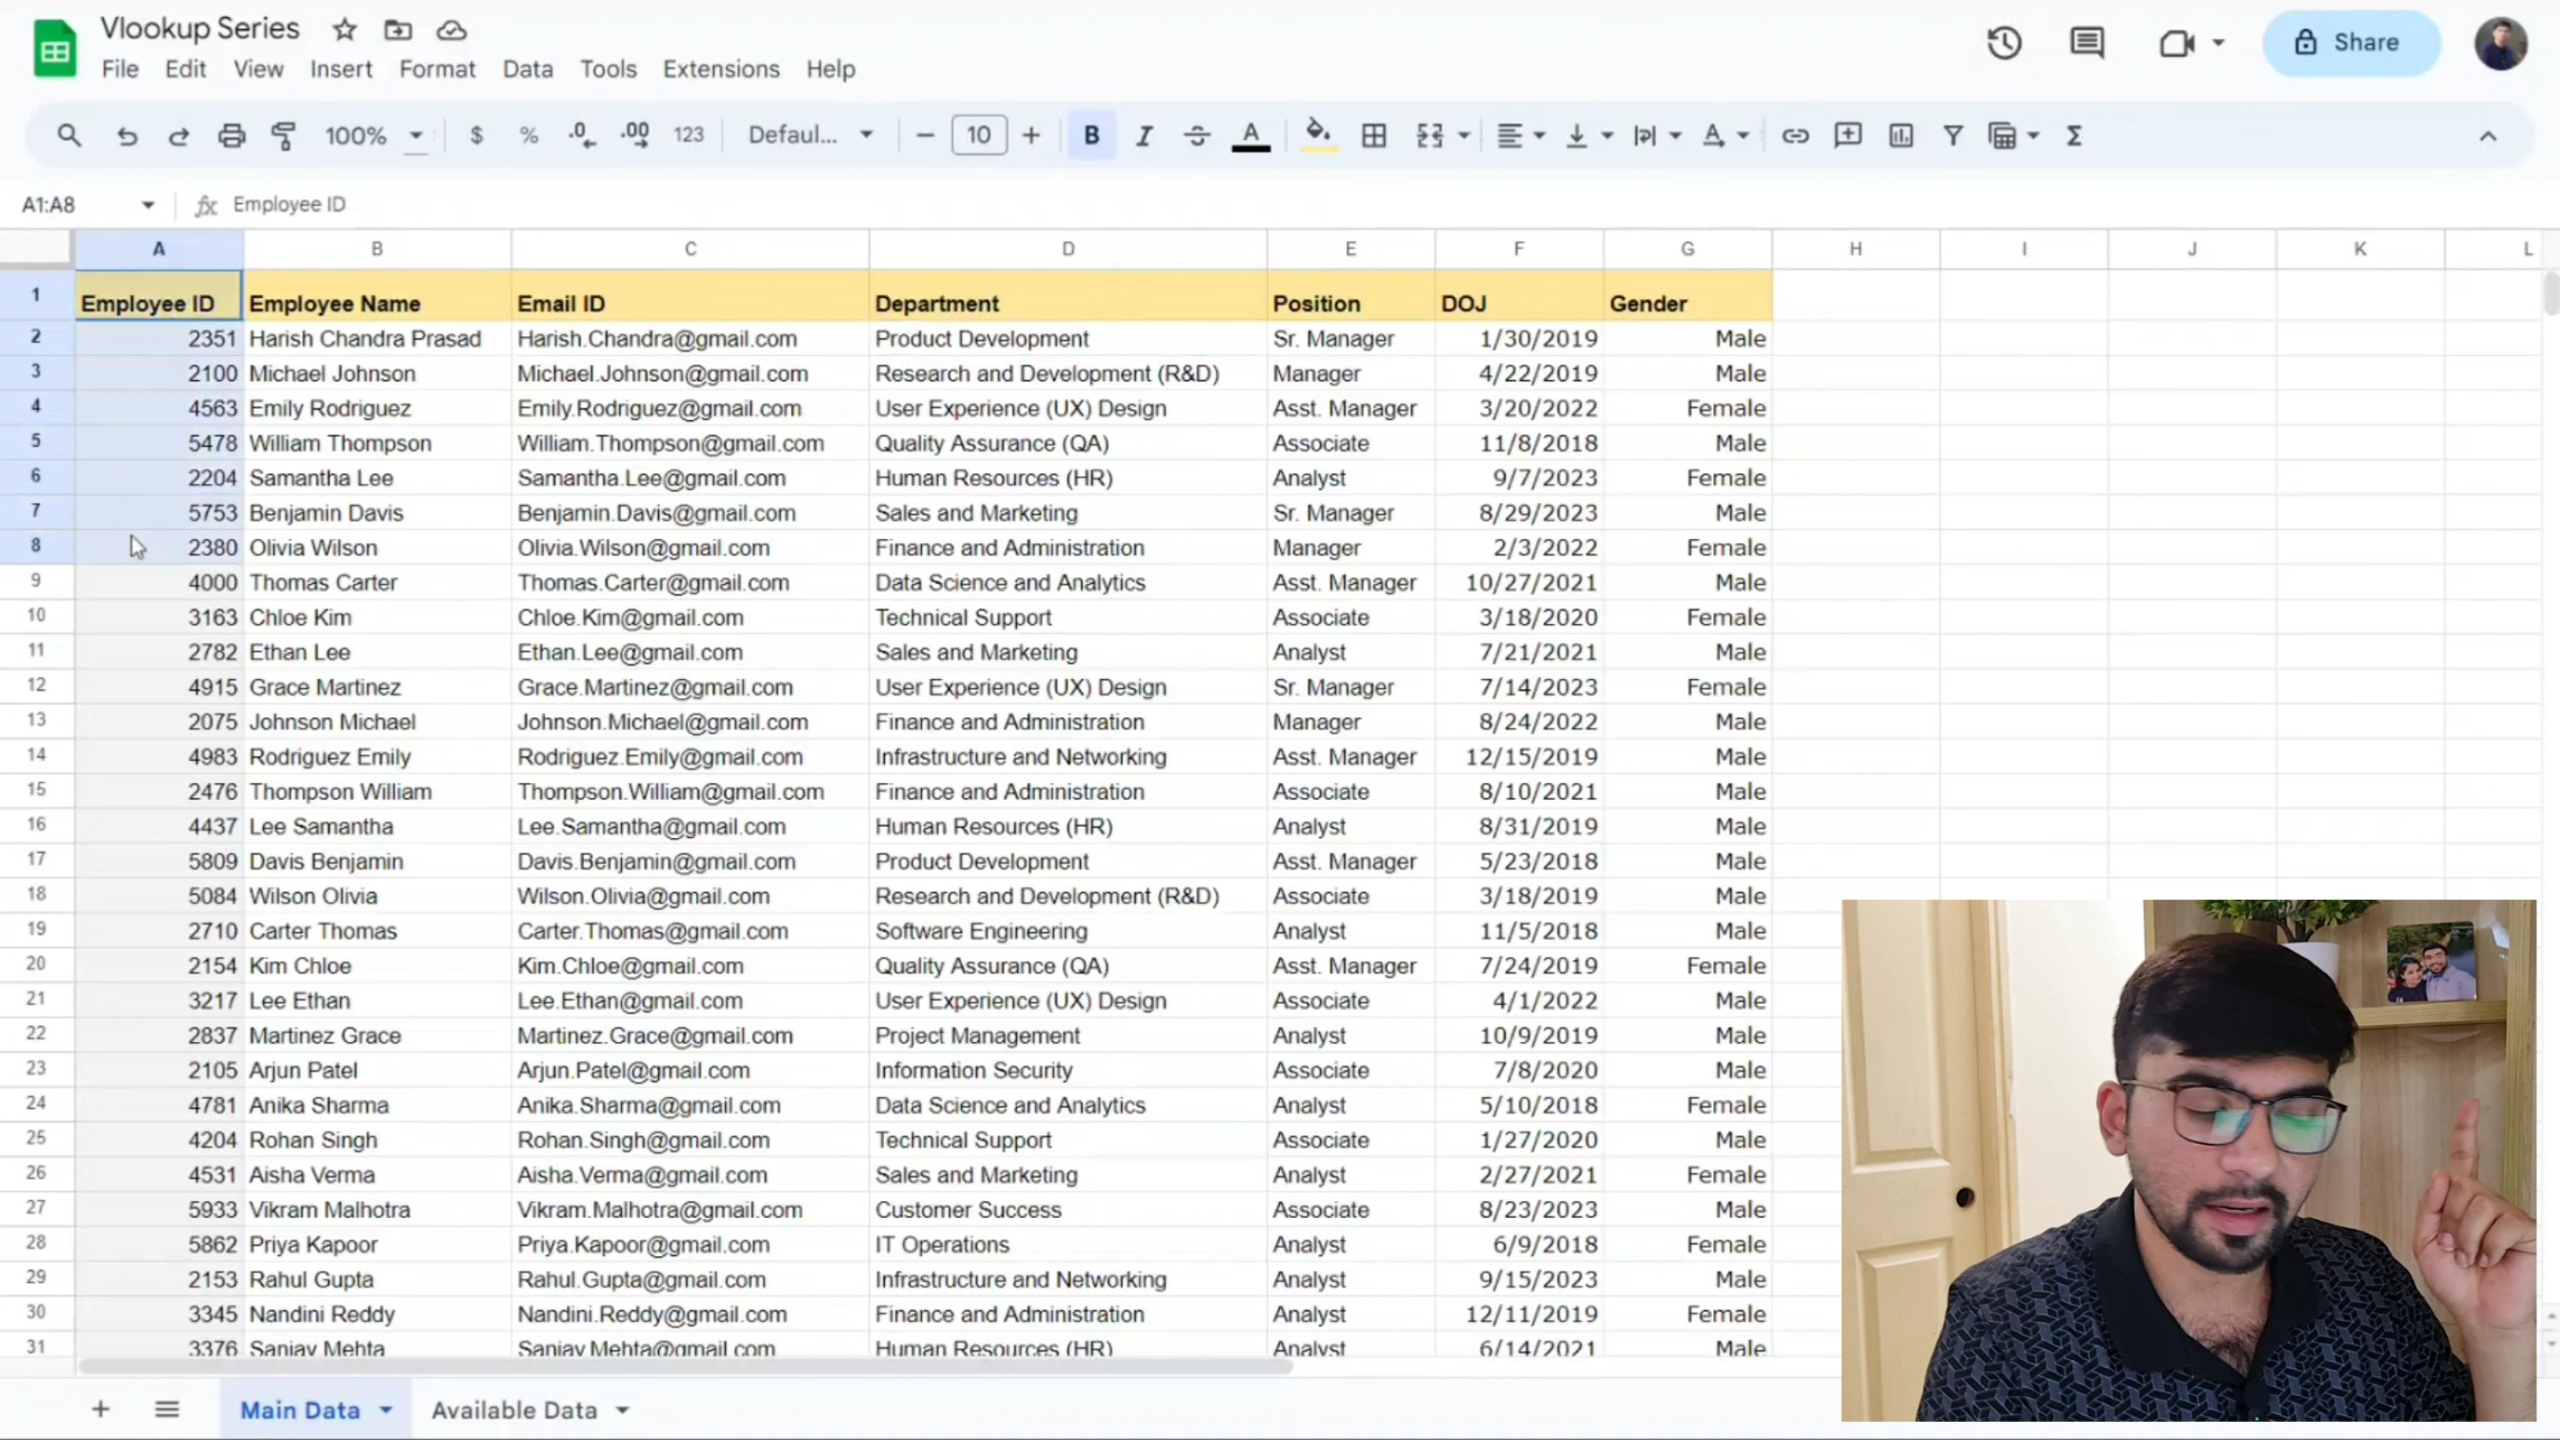 Vlookup Series
File Edit View Insert Format Data Tools Extensions Help
Share
100% $ % .0 .00 123 Defaul... 10 B I A
A1:A8 fx Employee ID
A B C D E F G H I J K L
1 Employee ID Employee Name Email ID Department Position DOJ Gender
2 2351 Harish Chandra Prasad Harish.Chandra@gmail.com Product Development Sr. Manager 1/30/2019 Male
3 2100 Michael Johnson Michael.Johnson@gmail.com Research and Development (R&D) Manager 4/22/2019 Male
4 4563 Emily Rodriguez Emily.Rodriguez@gmail.com User Experience (UX) Design Asst. Manager 3/20/2022 Female
5 5478 William Thompson William.Thompson@gmail.com Quality Assurance (QA) Associate 11/8/2018 Male
6 2204 Samantha Lee Samantha.Lee@gmail.com Human Resources (HR) Analyst 9/7/2023 Female
7 5753 Benjamin Davis Benjamin.Davis@gmail.com Sales and Marketing Sr. Manager 8/29/2023 Male
8 2380 Olivia Wilson Olivia.Wilson@gmail.com Finance and Administration Manager 2/3/2022 Female
9 4000 Thomas Carter Thomas.Carter@gmail.com Data Science and Analytics Asst. Manager 10/27/2021 Male
10 3163 Chloe Kim Chloe.Kim@gmail.com Technical Support Associate 3/18/2020 Female
11 2782 Ethan Lee Ethan.Lee@gmail.com Sales and Marketing Analyst 7/21/2021 Male
12 4915 Grace Martinez Grace.Martinez@gmail.com User Experience (UX) Design Sr. Manager 7/14/2023 Female
13 2075 Johnson Michael Johnson.Michael@gmail.com Finance and Administration Manager 8/24/2022 Male
14 4983 Rodriguez Emily Rodriguez.Emily@gmail.com Infrastructure and Networking Asst. Manager 12/15/2019 Male
15 2476 Thompson William Thompson.William@gmail.com Finance and Administration Associate 8/10/2021 Male
16 4437 Lee Samantha Lee.Samantha@gmail.com Human Resources (HR) Analyst 8/31/2019 Male
17 5809 Davis Benjamin Davis.Benjamin@gmail.com Product Development Asst. Manager 5/23/2018 Male
18 5084 Wilson Olivia Wilson.Olivia@gmail.com Research and Development (R&D) Associate 3/18/2019 Male
19 2710 Carter Thomas Carter.Thomas@gmail.com Software Engineering Analyst 11/5/2018 Male
20 2154 Kim Chloe Kim.Chloe@gmail.com Quality Assurance (QA) Asst. Manager 7/24/2019 Female
21 3217 Lee Ethan Lee.Ethan@gmail.com User Experience (UX) Design Associate 4/1/2022 Male
22 2837 Martinez Grace Martinez.Grace@gmail.com Project Management Analyst 10/9/2019 Male
23 2105 Arjun Patel Arjun.Patel@gmail.com Information Security Associate 7/8/2020 Male
24 4781 Anika Sharma Anika.Sharma@gmail.com Data Science and Analytics Analyst 5/10/2018 Female
25 4204 Rohan Singh Rohan.Singh@gmail.com Technical Support Associate 1/27/2020 Male
26 4531 Aisha Verma Aisha.Verma@gmail.com Sales and Marketing Analyst 2/27/2021 Female
27 5933 Vikram Malhotra Vikram.Malhotra@gmail.com Customer Success Associate 8/23/2023 Male
28 5862 Priya Kapoor Priya.Kapoor@gmail.com IT Operations Analyst 6/9/2018 Female
29 2153 Rahul Gupta Rahul.Gupta@gmail.com Infrastructure and Networking Analyst 9/15/2023 Male
30 3345 Nandini Reddy Nandini.Reddy@gmail.com Finance and Administration Analyst 12/11/2019 Female
31 3376 Sanjay Mehta Sanjay.Mehta@gmail.com Human Resources (HR) Analyst 6/14/2021 Male
Main Data Available Data